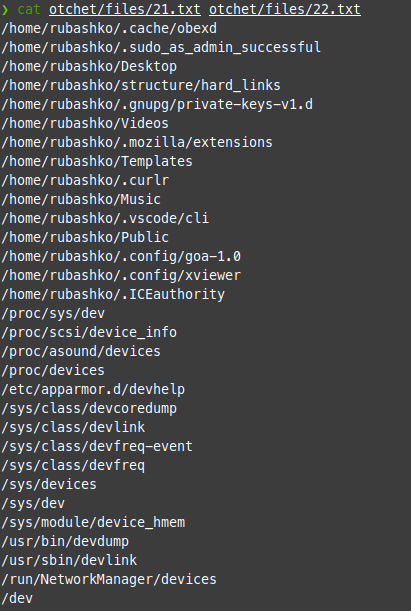 ❯ cat otchet/files/21.txt otchet/files/22.txt
/home/rubashko/.cache/obexd
/home/rubashko/.sudo_as_admin_successful
/home/rubashko/Desktop
/home/rubashko/structure/hard_links
/home/rubashko/.gnupg/private-keys-v1.d
/home/rubashko/Videos
/home/rubashko/.mozilla/extensions
/home/rubashko/Templates
/home/rubashko/.curlr
/home/rubashko/Music
/home/rubashko/.vscode/cli
/home/rubashko/Public
/home/rubashko/.config/goa-1.0
/home/rubashko/.config/xviewer
/home/rubashko/.ICEauthority
/proc/sys/dev
/proc/scsi/device_info
/proc/asound/devices
/proc/devices
/etc/apparmor.d/devhelp
/sys/class/devcoredump
/sys/class/devlink
/sys/class/devfreq-event
/sys/class/devfreq
/sys/devices
/sys/dev
/sys/module/device_hmem
/usr/bin/devdump
/usr/sbin/devlink
/run/NetworkManager/devices
/dev